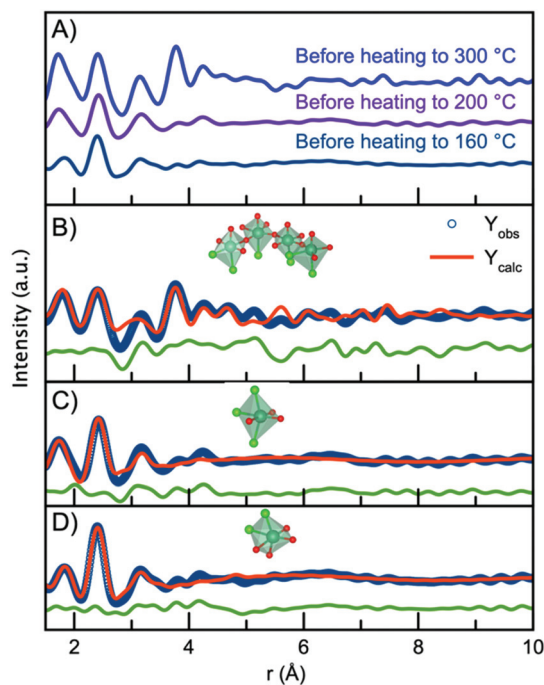 A)
Before heating to 300 °C
Before heating to 200 °C
Before heating to 160 °C
B)
Yobs
Ycalc
Intensity (a.u.)
C)
D)
2 4 6 8 10
r (Å)